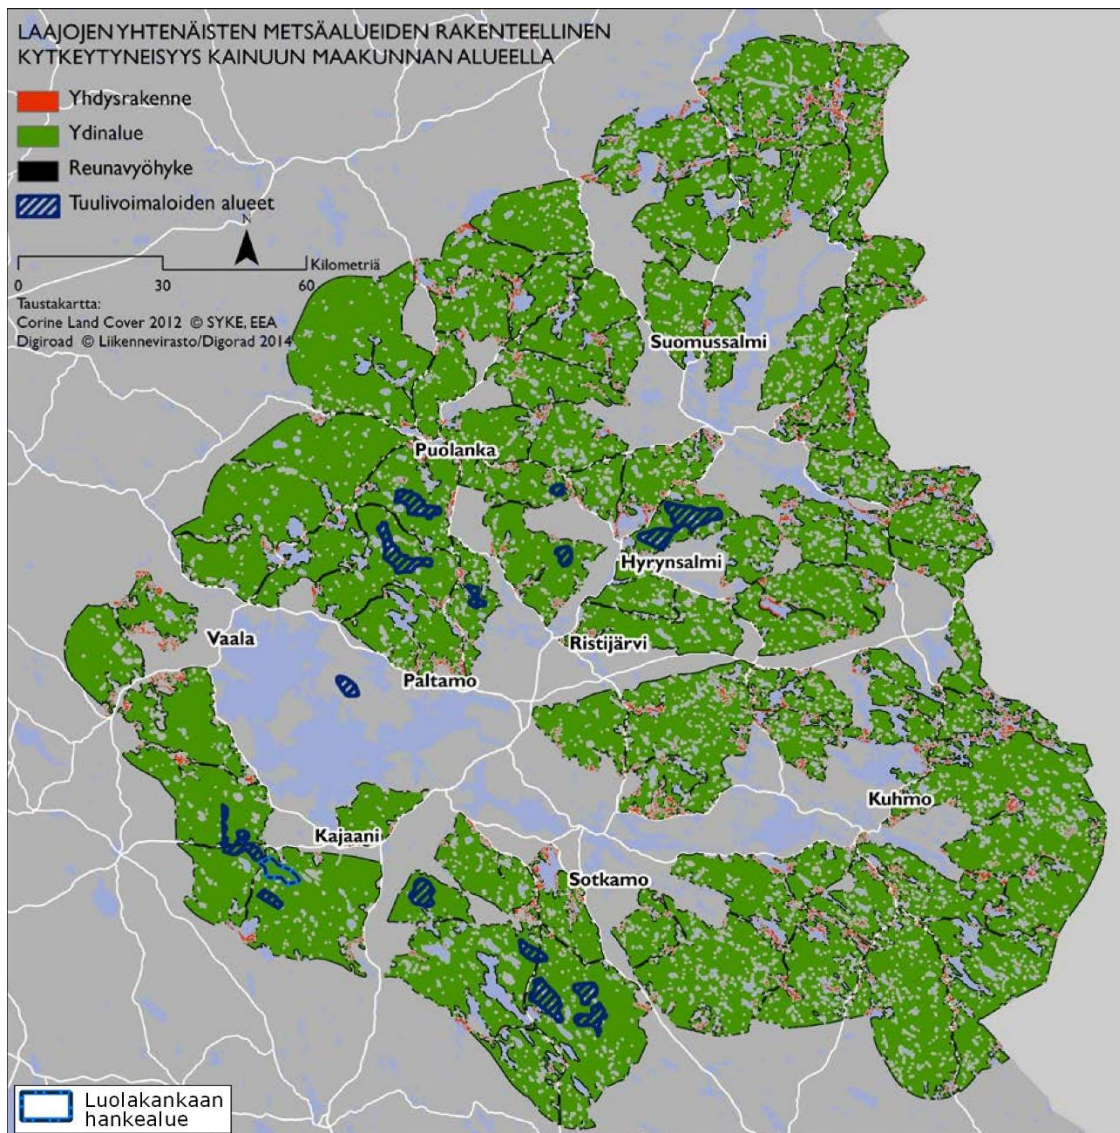 LAAJOJEN YHTENÄISTEN METSÄALUEIDEN RAKENTEELLINEN
KYTKEYTYNEISYYS KAINUUN MAAKUNNAN ALUEELLA
Yhdysrakenne
Ydinalue
Reunavyöhyke
Tuulivoimaloiden alueet
N
Kilometriä
0 30 60
Taustakartta:
Corine Land Cover 2012 © SYKE, EEA
Digiroad © Liikennevirasto/Digorad 2014
Suomussalmi
Puolanka
Hyrynsalmi
Vaala
Ristijärvi
Paltamo
Kuhmo
Kajaani
Sotkamo
Luolakankaan
hankealue